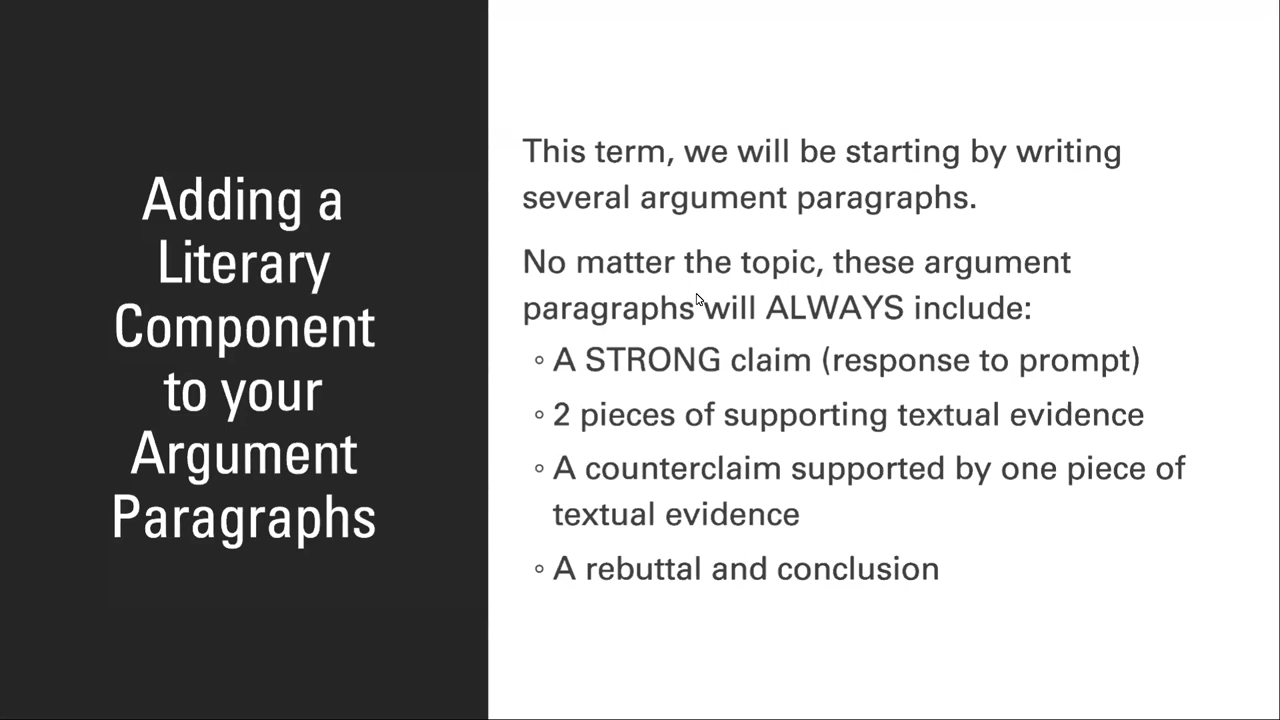 Adding a
Literary
Component
to your
Argument
Paragraphs
This term, we will be starting by writing
several argument paragraphs.
No matter the topic, these argument
paragraphs will ALWAYS include:
◦ A STRONG claim (response to prompt)
◦ 2 pieces of supporting textual evidence
◦ A counterclaim supported by one piece of
textual evidence
◦ A rebuttal and conclusion